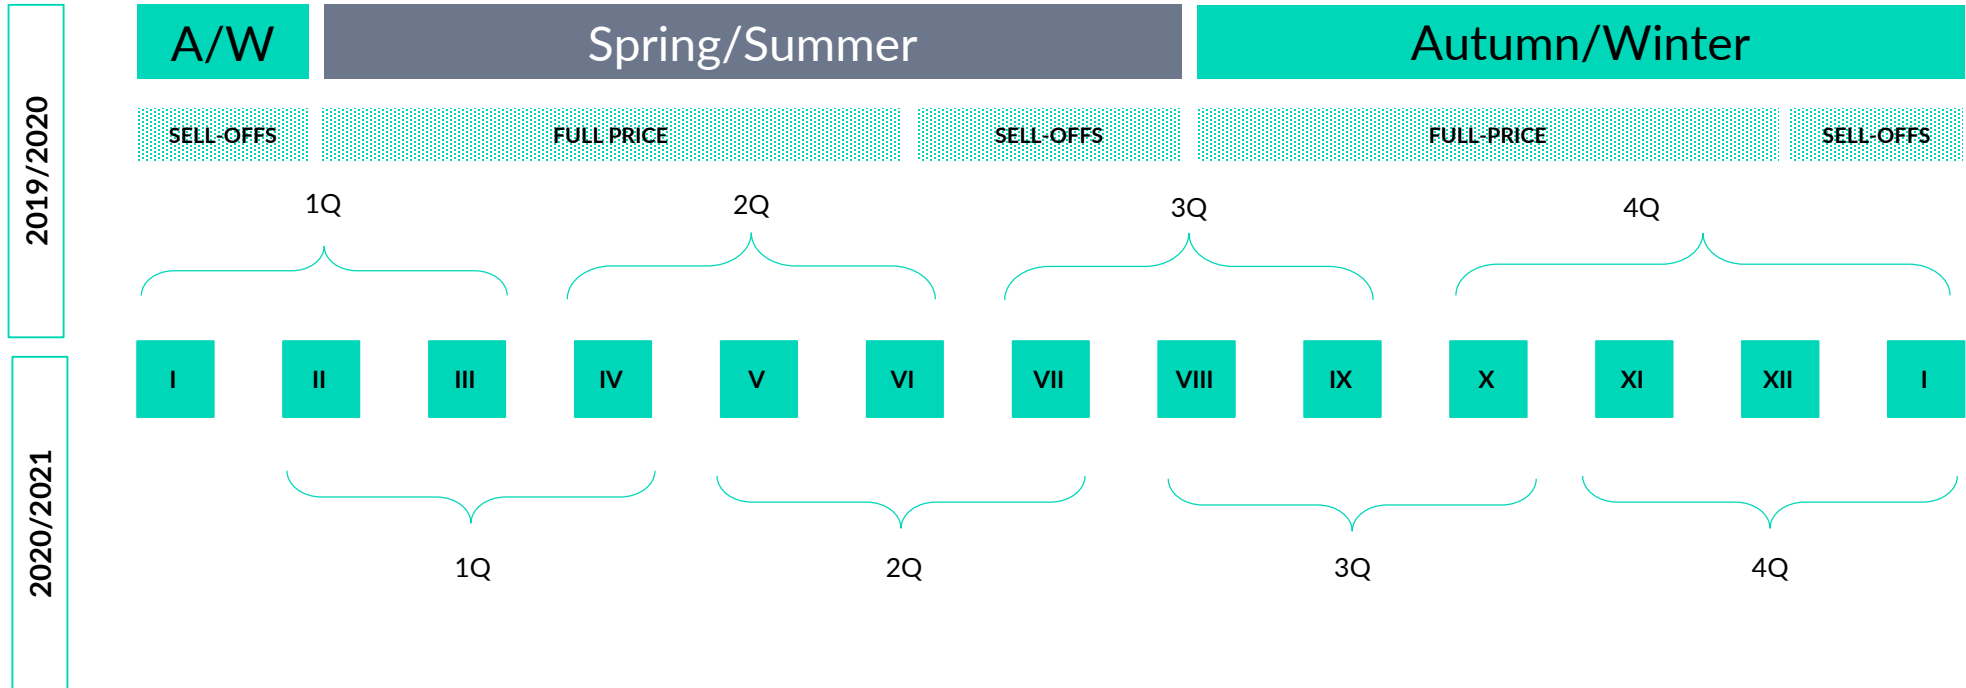 A/W
Spring/Summer
Autumn/Winter
2019/2020
SELL-OFFS
FULL PRICE
SELL-OFFS
FULL-PRICE
SELL-OFFS
1Q
2Q
3Q
4Q
I
II
III
IV
V
VI
VII
VIII
IX
X
XI
XII
I
2020/2021
1Q
2Q
3Q
4Q